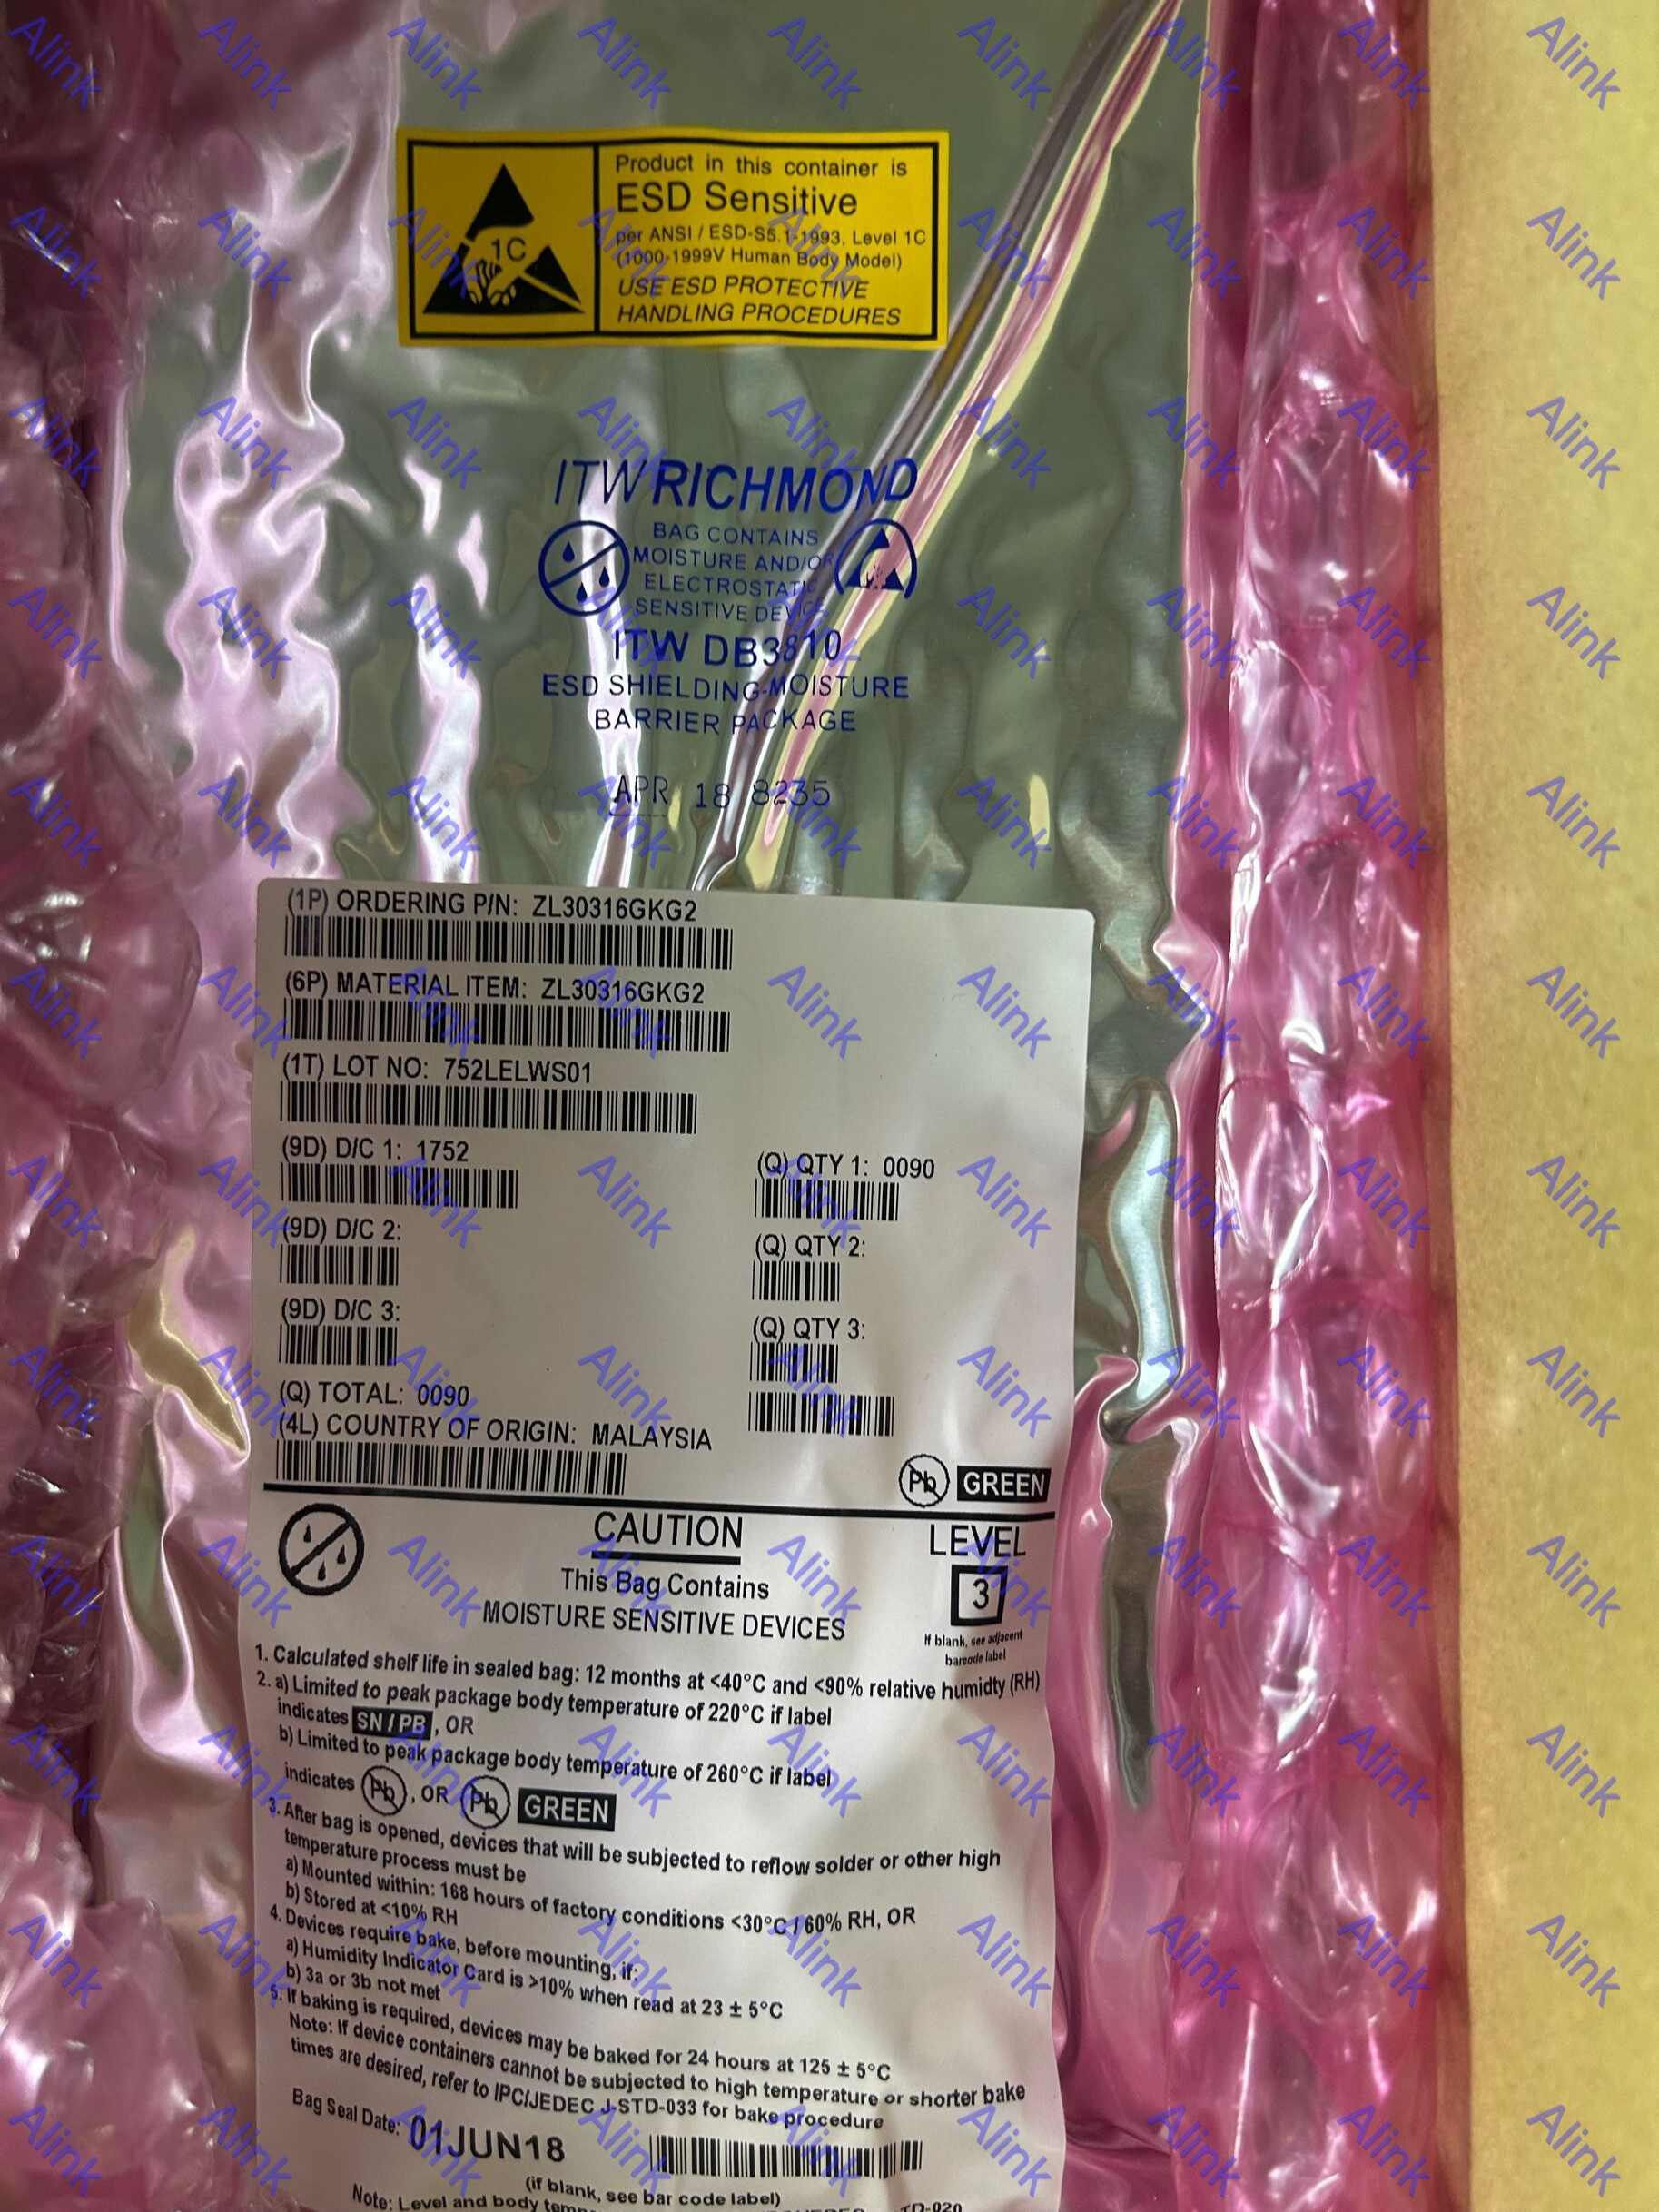 Product in this container is
ESD Sensitive
per ANSI / ESD-S5.1-1993, Level 1C
(1000-1999V Human Body Model)
USE ESD PROTECTIVE
HANDLING PROCEDURES
1C
ITW RICHMOND
BAG CONTAINS
MOISTURE AND/OR
ELECTROSTATIC
SENSITIVE DEVICE
ITW DB3810
ESD SHIELDING-MOISTURE
BARRIER PACKAGE
APR 18 8235
(1P) ORDERING P/N: ZL30316GKG2
(6P) MATERIAL ITEM: ZL30316GKG2
(1T) LOT NO: 752LELWS01
(9D) D/C 1: 1752
(Q) QTY 1: 0090
(9D) D/C 2:
(Q) QTY 2:
(9D) D/C 3:
(Q) QTY 3:
(Q) TOTAL: 0090
(4L) COUNTRY OF ORIGIN: MALAYSIA
Pb GREEN
CAUTION
This Bag Contains
MOISTURE SENSITIVE DEVICES
LEVEL
3
If blank, see adjacent
barcode label
1. Calculated shelf life in sealed bag: 12 months at <40°C and <90% relative humidty (RH)
2. a) Limited to peak package body temperature of 220°C if label
indicates SN / PB , OR
b) Limited to peak package body temperature of 260°C if label
indicates Pb , OR Pb GREEN
3. After bag is opened, devices that will be subjected to reflow solder or other high
temperature process must be
a) Mounted within: 168 hours of factory conditions <30°C / 60% RH, OR
b) Stored at <10% RH
4. Devices require bake, before mounting, if:
a) Humidity Indicator Card is >10% when read at 23 ± 5°C
b) 3a or 3b not met
5. If baking is required, devices may be baked for 24 hours at 125 ± 5°C
Note: If device containers cannot be subjected to high temperature or shorter bake
times are desired, refer to IPC/JEDEC J-STD-033 for bake procedure
Bag Seal Date: 01JUN18
(if blank, see bar code label)
Note: Level and body
Alink